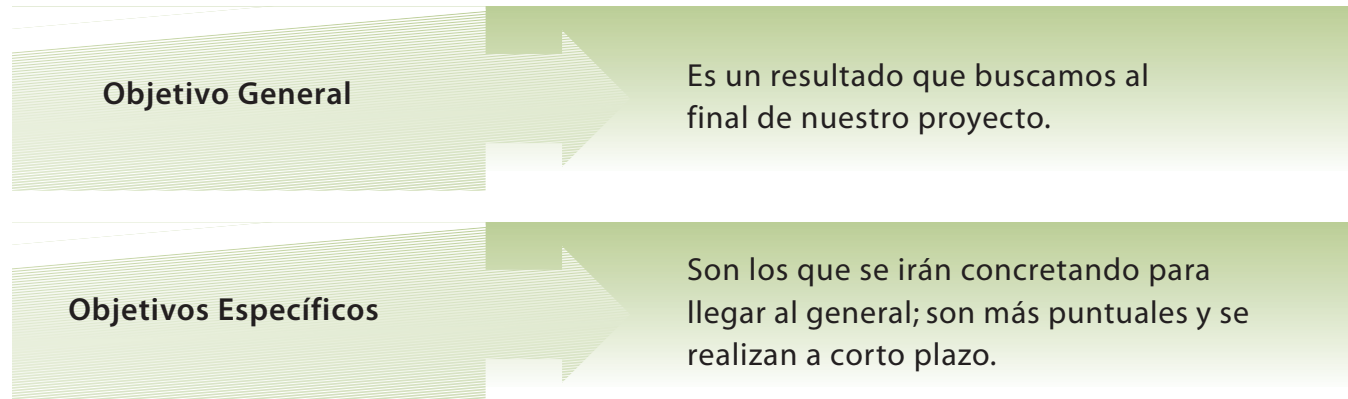 Objetivo General
Es un resultado que buscamos al
final de nuestro proyecto.
Objetivos Específicos
Son los que se irán concretando para
llegar al general; son más puntuales y se
realizan a corto plazo.